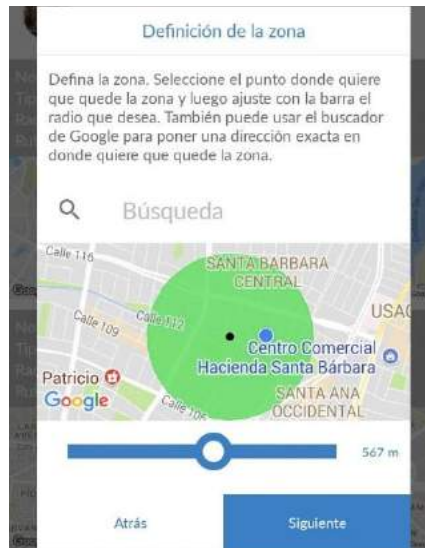 Definición de la zona
Defina la zona. Seleccione el punto donde quiere
que quede la zona y luego ajuste con la barra el
radio que desea. También puede usar el buscador
de Google para poner una dirección exacta en
donde quiere que quede la zona.
Búsqueda
Calle 116
SANTA BARBARA
CENTRAL
USAQ
Calle 109
Calle 112
Centro Comercial
Hacienda Santa Bárbara
Patricio
SANTA ANA
OCCIDENTAL
Google
Calle 106
567 m
Atrás
Siguiente